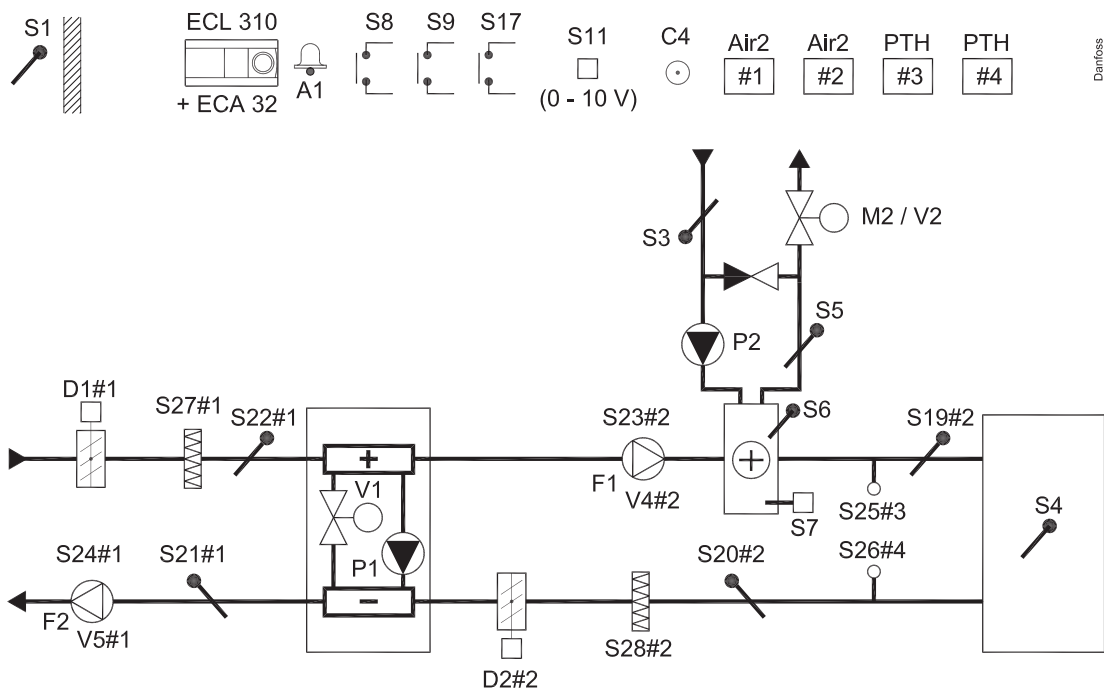 S1
ECL 310
+ ECA 32
A1
S8
S9
S17
S11
(0 - 10 V)
C4
Air2
#1
Air2
#2
PTH
#3
PTH
#4
Danfoss
S3
M2 / V2
P2
S5
D1#1
S27#1
S22#1
V1
P1
S23#2
F1
V4#2
S6
S7
S19#2
S25#3
S4
S24#1
F2
V5#1
S21#1
D2#2
S28#2
S20#2
S26#4